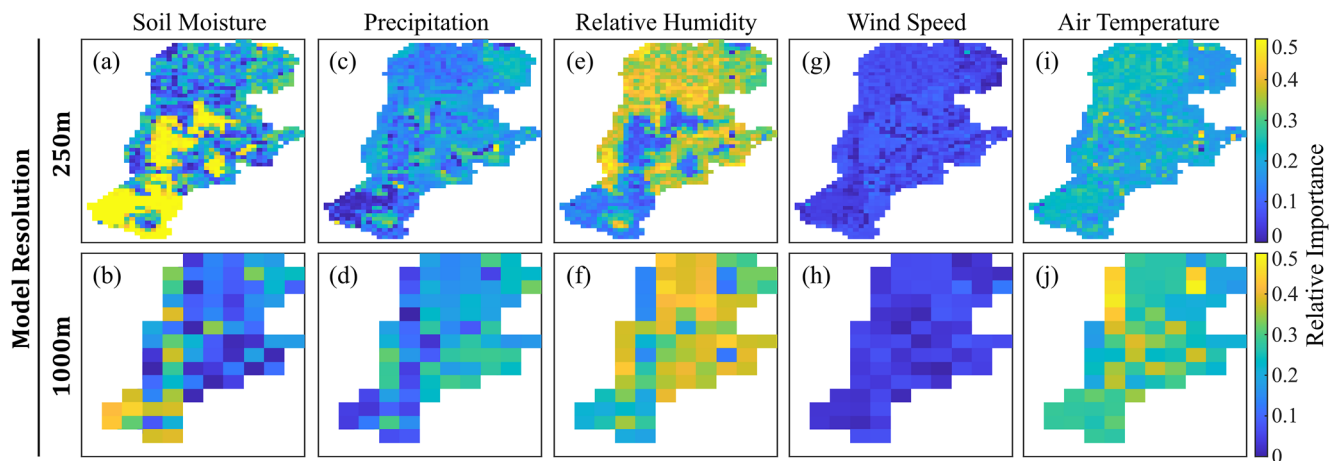 Soil Moisture Precipitation Relative Humidity Wind Speed Air Temperature
Model Resolution
250m
(a) (c) (e) (g) (i)
0.5
0.4
0.3
0.2
0.1
0
1000m
(b) (d) (f) (h) (j)
0.5
0.4
0.3
0.2
0.1
0
Relative Importance